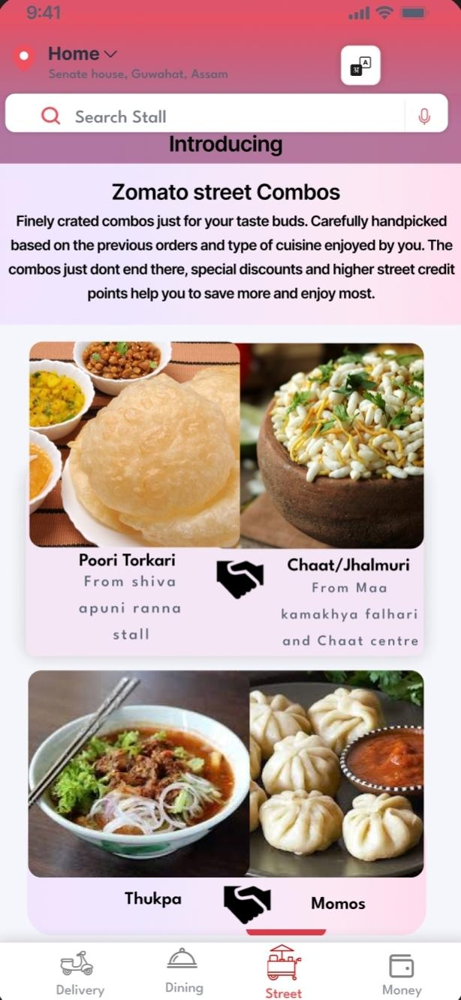 9:41
Home
Senate house, Guwahat, Assam
अ A
Search Stall
Introducing
Zomato street Combos
Finely crated combos just for your taste buds. Carefully handpicked
based on the previous orders and type of cuisine enjoyed by you. The
combos just dont end there, special discounts and higher street credit
points help you to save more and enjoy most.
Poori Torkari
From shiva
apuni ranna
stall
Chaat/Jhalmuri
From Maa
kamakhya falhari
and Chaat centre
Thukpa
Momos
Delivery
Dining
Street
Money